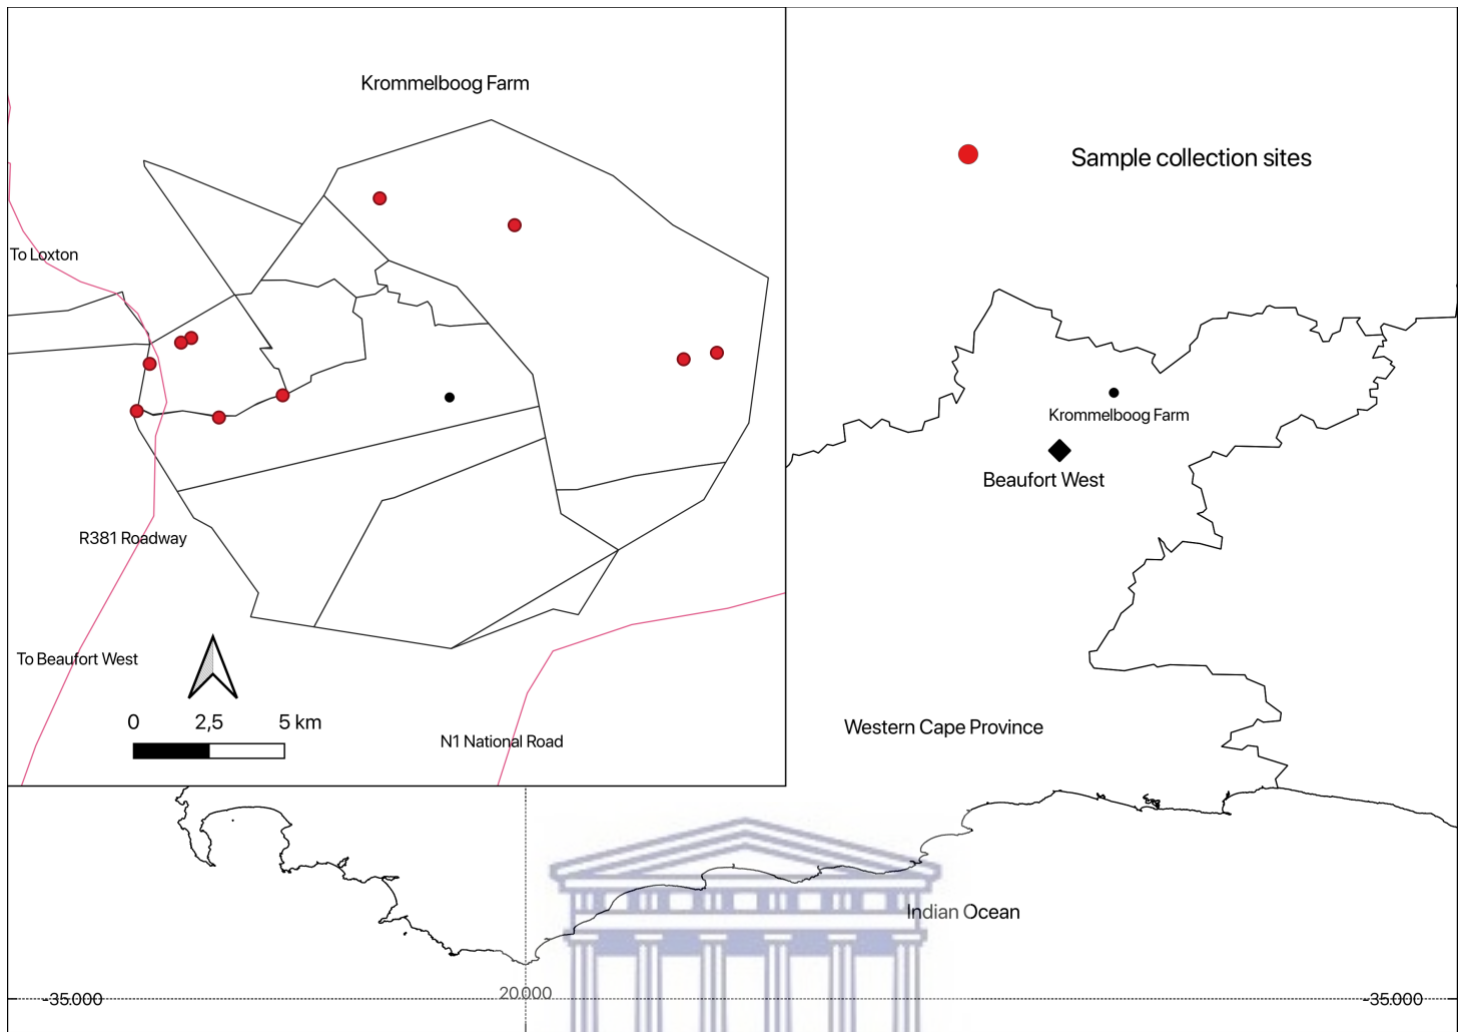 Krommelboog Farm
Sample collection sites
To Loxton
Krommelboog Farm
Beaufort West
R381 Roadway
To Beaufort West
0 2,5 5 km
N1 National Road
Western Cape Province
Indian Ocean
-35.000 20.000 -35.000